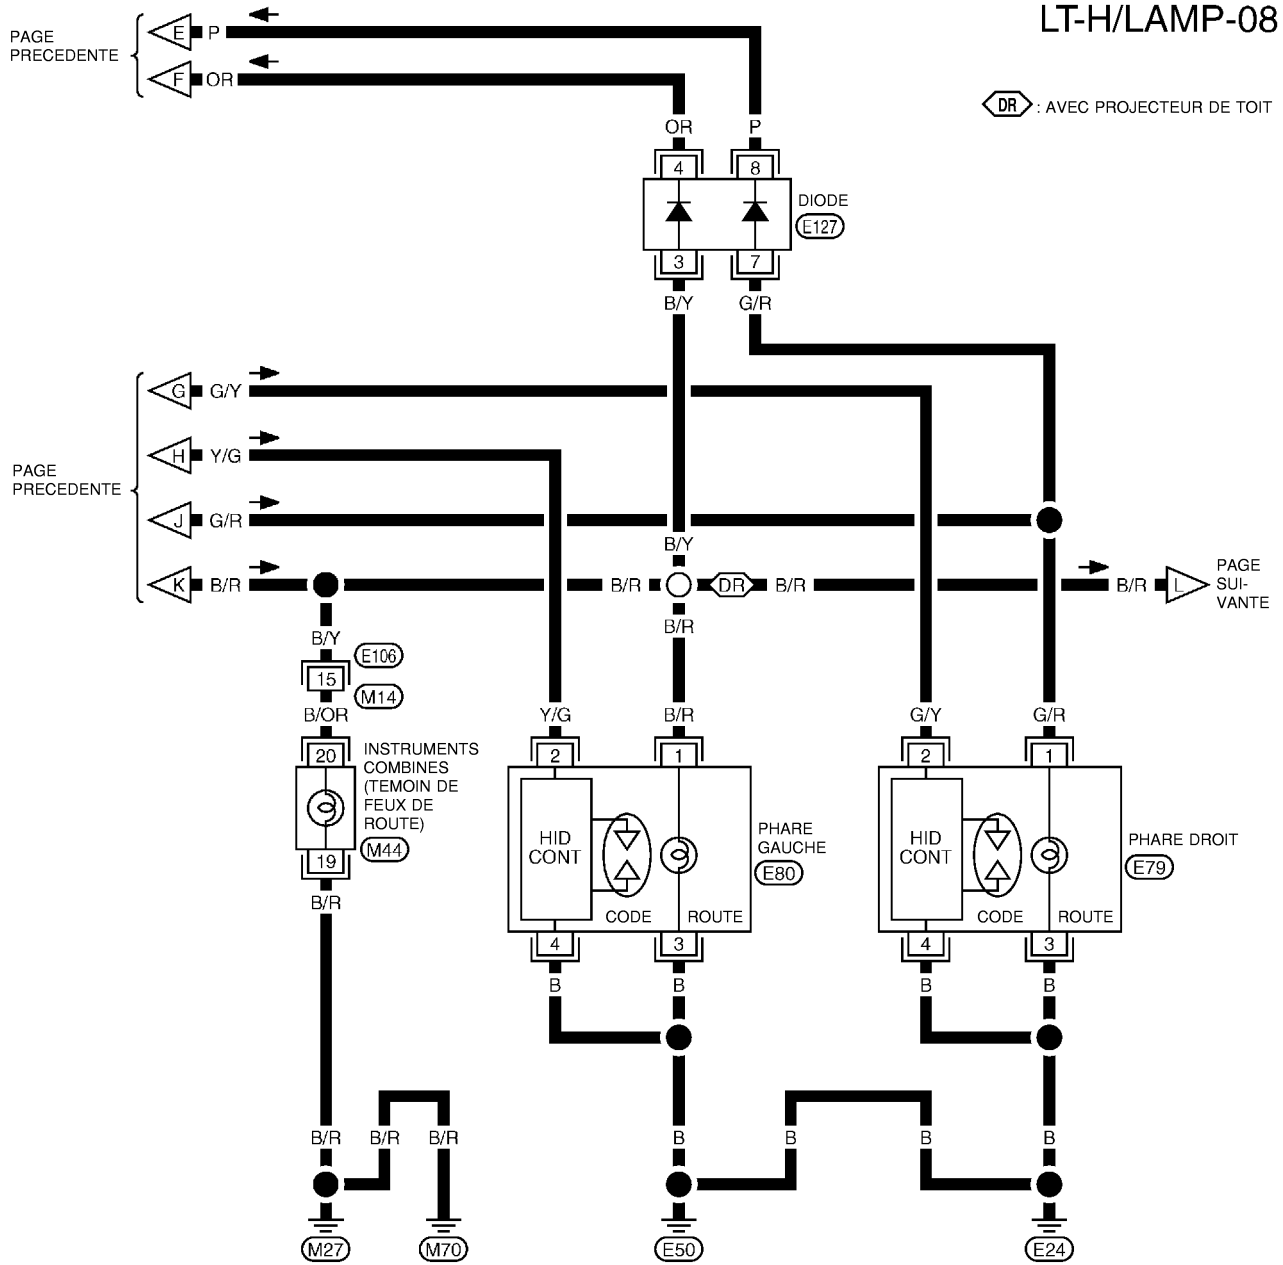 LT-H/LAMP-08
PAGE
PRECEDENTE
E P
F OR
DR : AVEC PROJECTEUR DE TOIT
OR P
4 8
DIODE
E127
3 7
B/Y G/R
G G/Y
H Y/G
PAGE
PRECEDENTE
J G/R
B/Y
K B/R
B/R DR B/R
B/R L
PAGE
SUI-
VANTE
B/R
B/Y
E106
15
M14
B/OR Y/G B/R G/Y G/R
20 2 1 2 1
INSTRUMENTS
COMBINES
(TEMOIN DE
FEUX DE
ROUTE)
M44
19
B/R
HID
CONT
CODE ROUTE
PHARE
GAUCHE
E80
HID
CONT
CODE ROUTE
PHARE DROIT
E79
4 3 4 3
B B B B
B/R B/R B/R B B B B
M27 M70 E50 E24